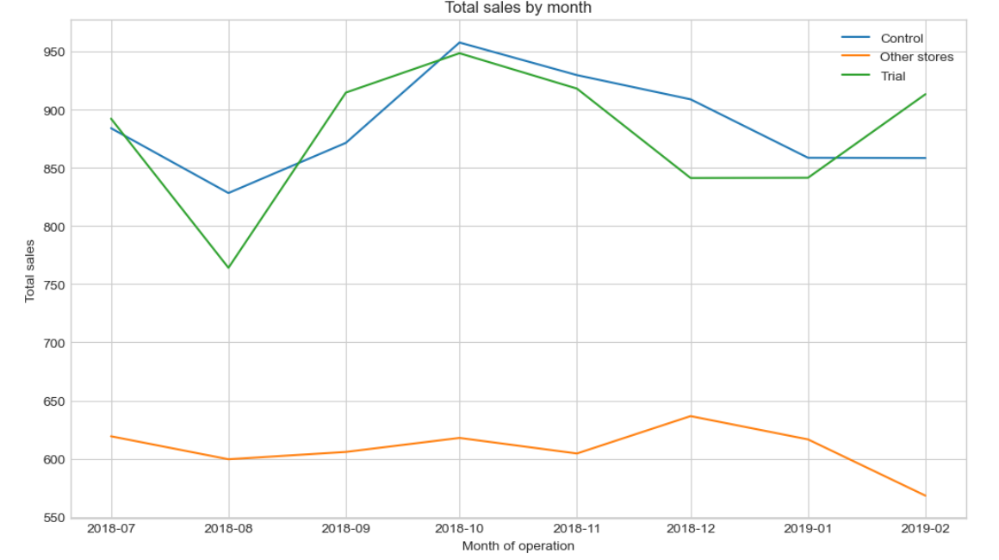 Total sales by month
Control
Other stores
Trial
950
900
850
800
750
700
650
600
550
Total sales
2018-07 2018-08 2018-09 2018-10 2018-11 2018-12 2019-01 2019-02
Month of operation